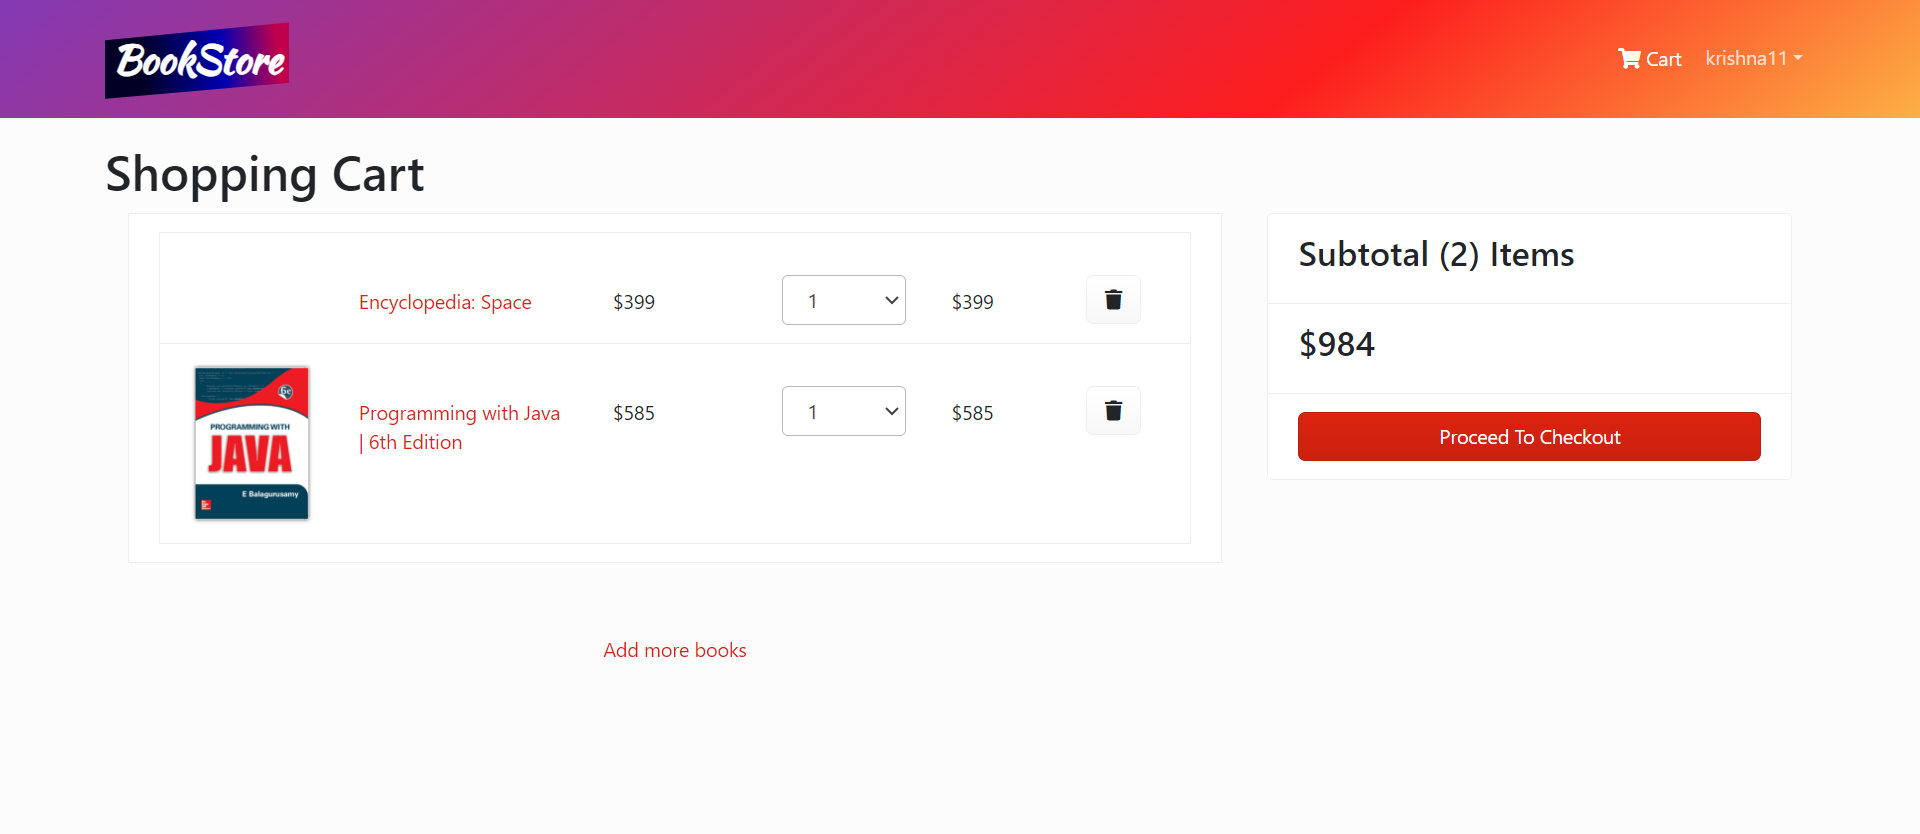 BookStore
Cart
krishna11
Shopping Cart
Encyclopedia: Space
$399
1
$399
PROGRAMMING WITH
JAVA
6e
E Balagurusamy
Programming with Java
| 6th Edition
$585
1
$585
Add more books
Subtotal (2) Items
$984
Proceed To Checkout